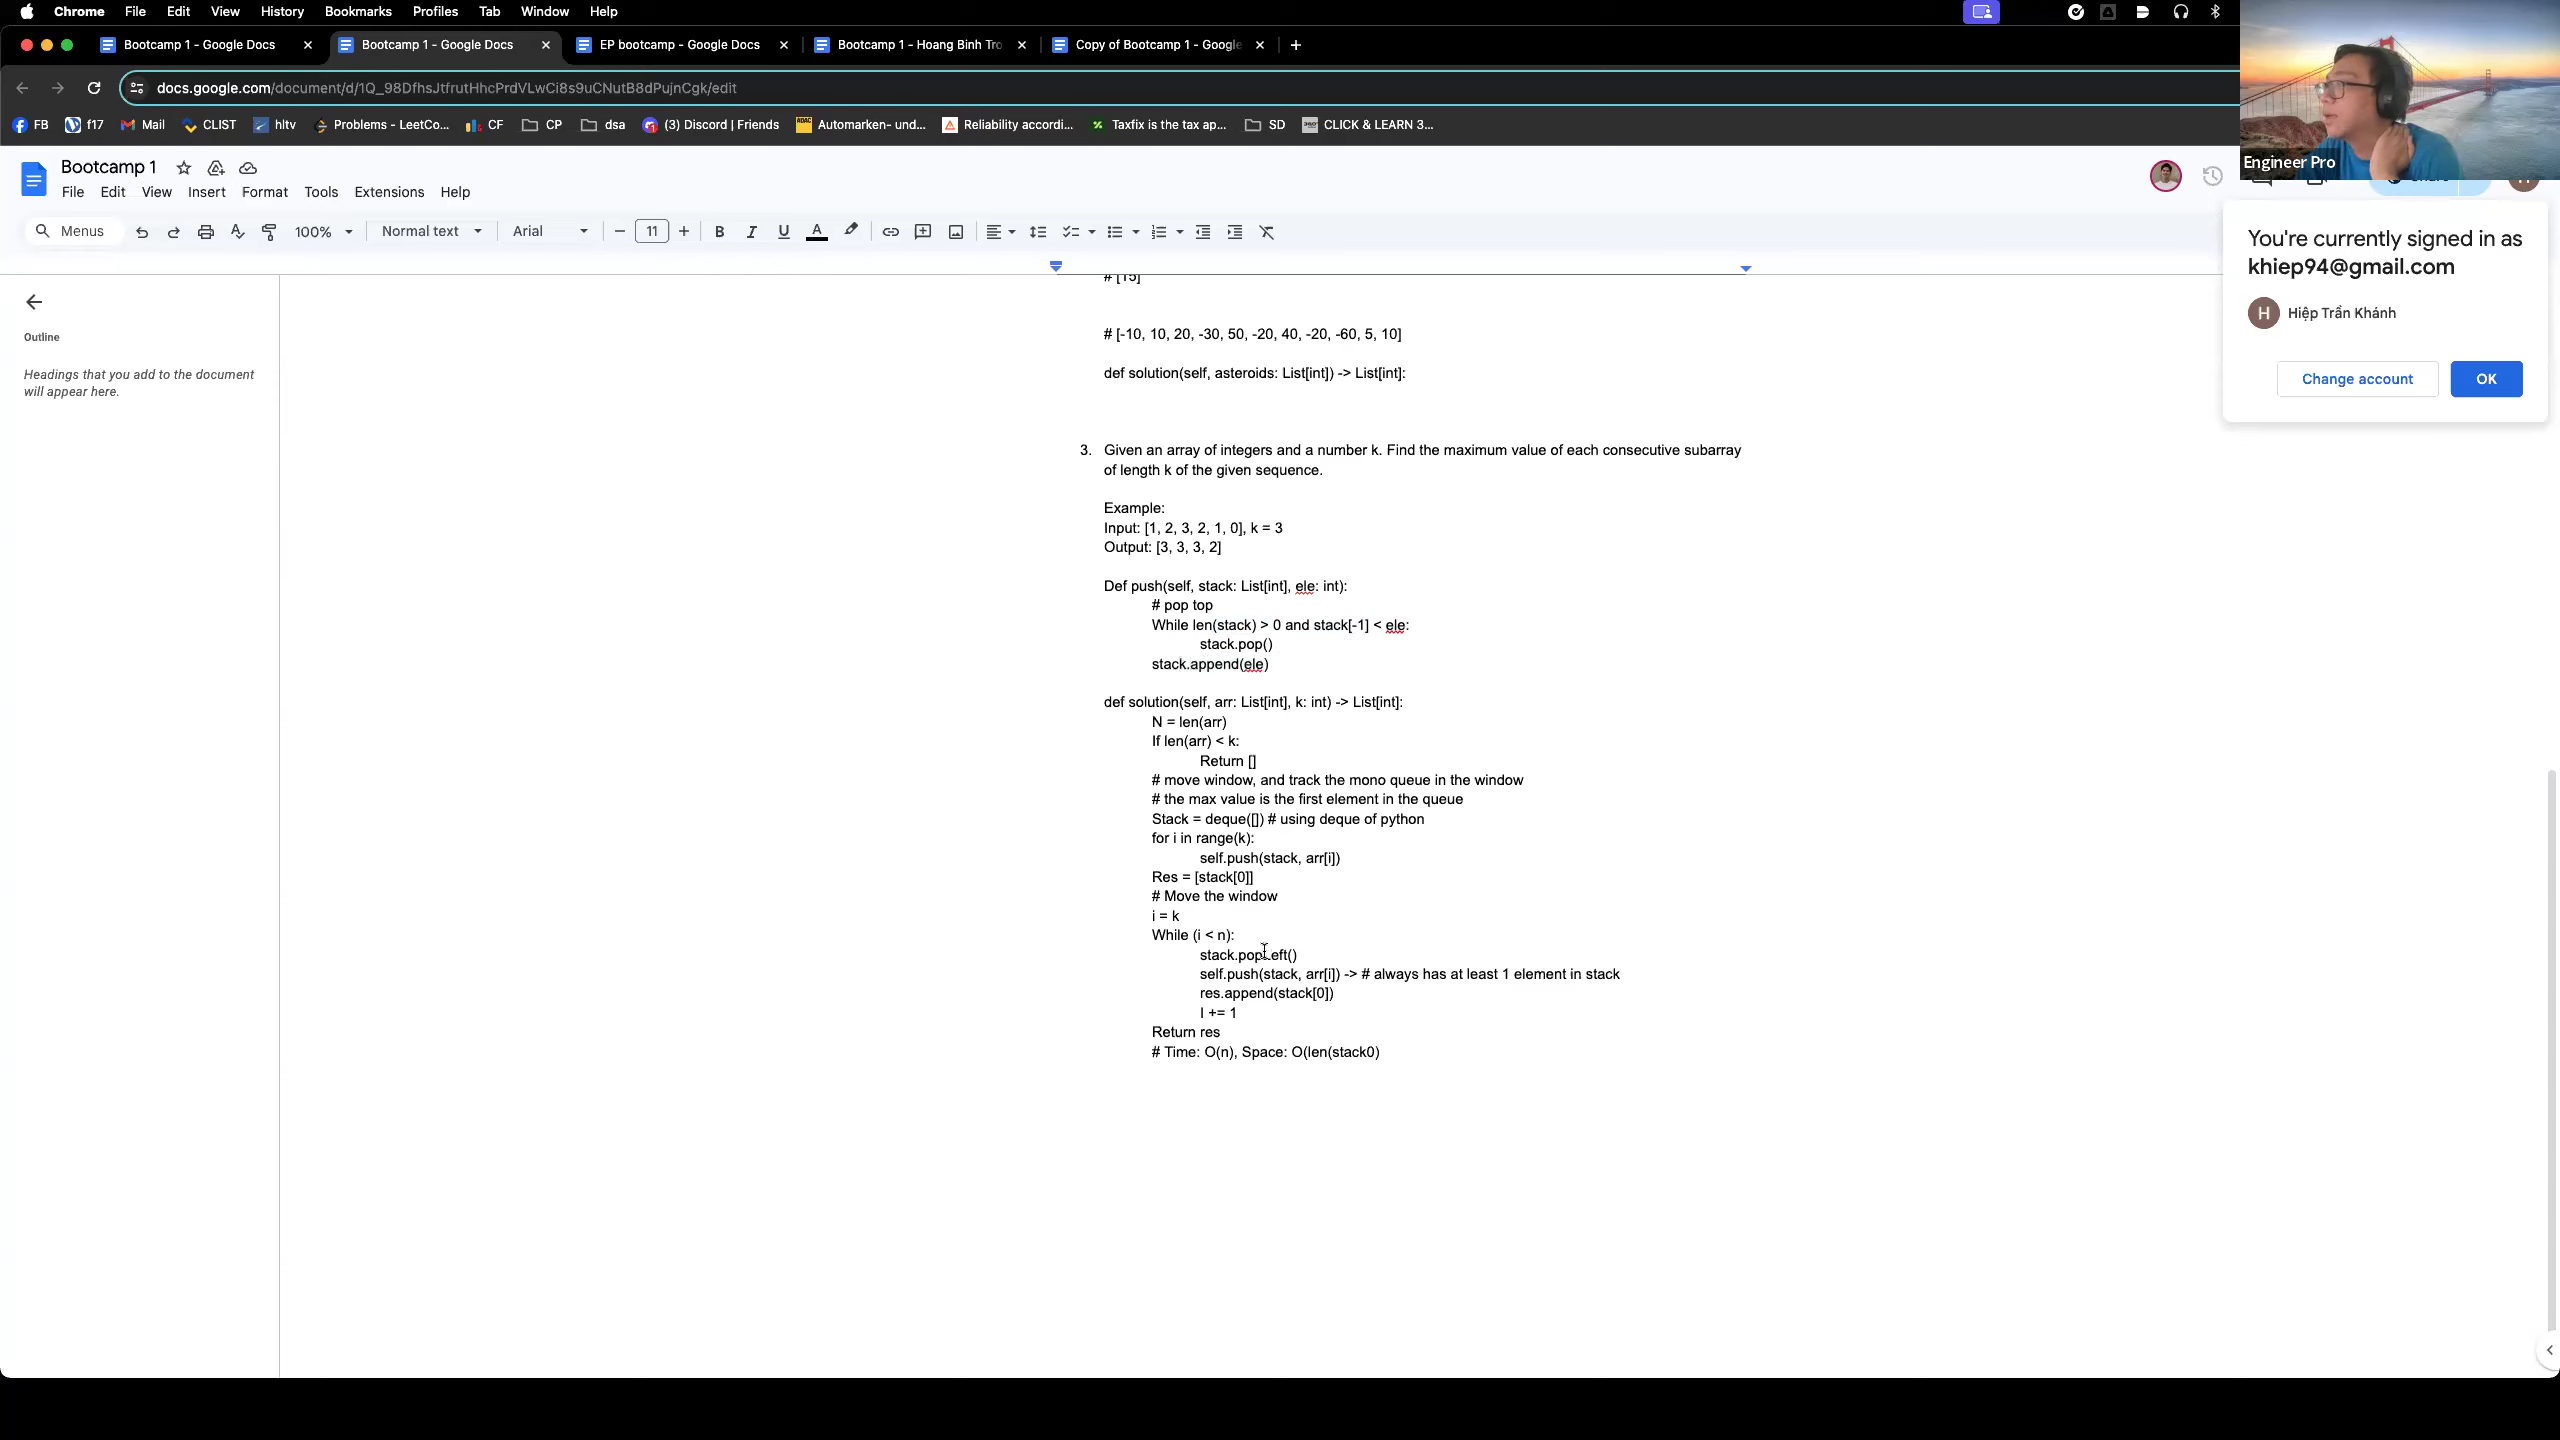 Chrome File Edit View History Bookmarks Profiles Tab Window Help
Bootcamp 1 - Google Docs Bootcamp 1 - Google Docs EP bootcamp - Google Docs Bootcamp 1 - Hoang Binh Tro Copy of Bootcamp 1 - Google
docs.google.com/document/d/1Q_98DfhsJtfrutHhcPrdVLwCi8s9uCNutB8dPujnCgk/edit
FB f17 Mail CLIST hltv Problems - LeetCo... CF CP dsa (3) Discord | Friends Automarken- und... Reliability accordi... Taxfix is the tax ap... SD CLICK & LEARN 3...
Engineer Pro
Bootcamp 1
File Edit View Insert Format Tools Extensions Help
Menus 100% Normal text Arial 11 B I U A
You're currently signed in as
khiep94@gmail.com
H Hiệp Trần Khánh
Change account OK
Outline
Headings that you add to the document
will appear here.
# [15]
# [-10, 10, 20, -30, 50, -20, 40, -20, -60, 5, 10]
def solution(self, asteroids: List[int]) -> List[int]:
3. Given an array of integers and a number k. Find the maximum value of each consecutive subarray
of length k of the given sequence.
Example:
Input: [1, 2, 3, 2, 1, 0], k = 3
Output: [3, 3, 3, 2]
Def push(self, stack: List[int], ele: int):
# pop top
While len(stack) > 0 and stack[-1] < ele:
stack.pop()
stack.append(ele)
def solution(self, arr: List[int], k: int) -> List[int]:
N = len(arr)
If len(arr) < k:
Return []
# move window, and track the mono queue in the window
# the max value is the first element in the queue
Stack = deque([]) # using deque of python
for i in range(k):
self.push(stack, arr[i])
Res = [stack[0]]
# Move the window
i = k
While (i < n):
stack.popLeft()
self.push(stack, arr[i]) -> # always has at least 1 element in stack
res.append(stack[0])
I += 1
Return res
# Time: O(n), Space: O(len(stack0)